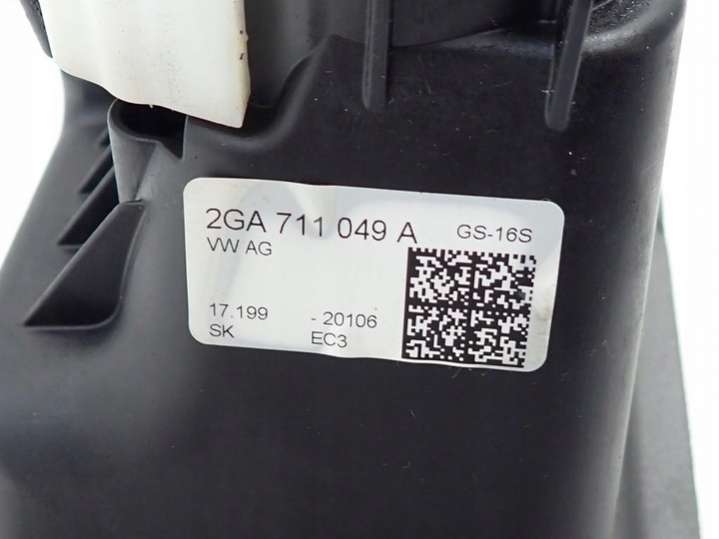 2GA 711 049 A GS-16S
VW AG
17.199 - 20106
SK EC3